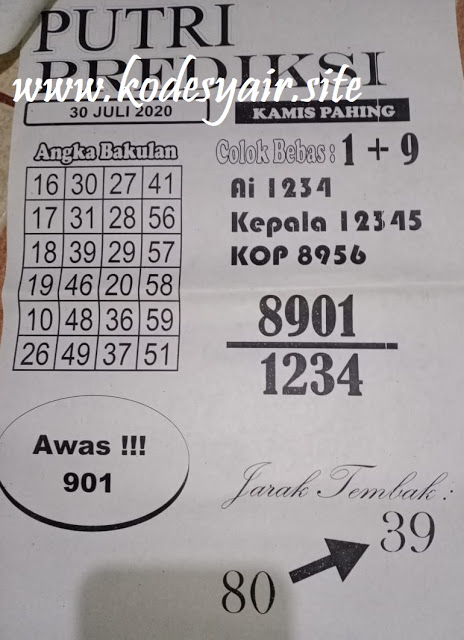 PUTRI
PREDIKSI
www.kodesyair.site
30 JULI 2020
KAMIS PAHING
Angka Bakulan
16 30 27 41
17 31 28 56
18 39 29 57
19 46 20 58
10 48 36 59
26 49 37 51
Colok Bebas : 1 + 9
Ai 1234
Kepala 12345
KOP 8956
8901
1234
Awas !!!
901
Jarak Tembak :
39
80